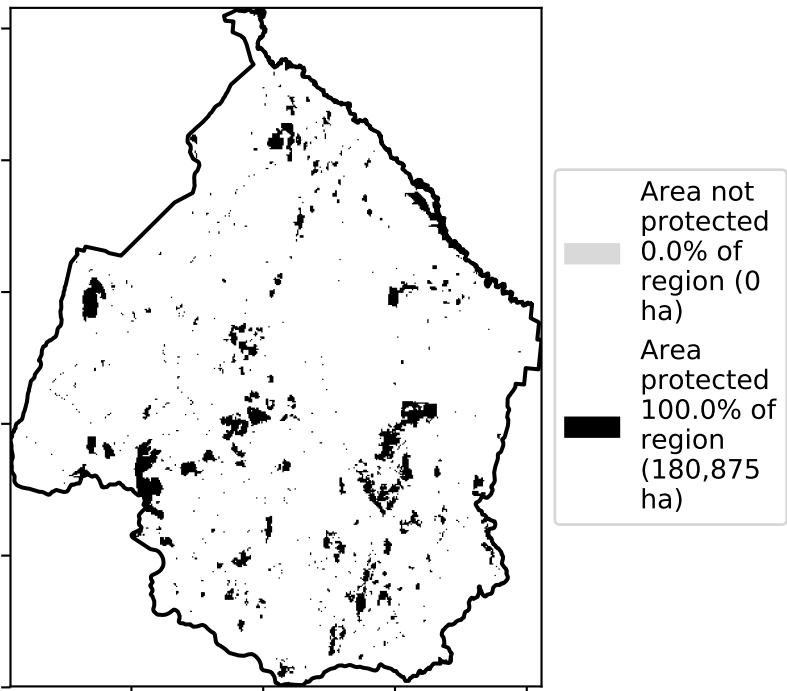 Area not
protected
0.0% of
region (0
ha)
Area
protected
100.0% of
region
(180,875
ha)